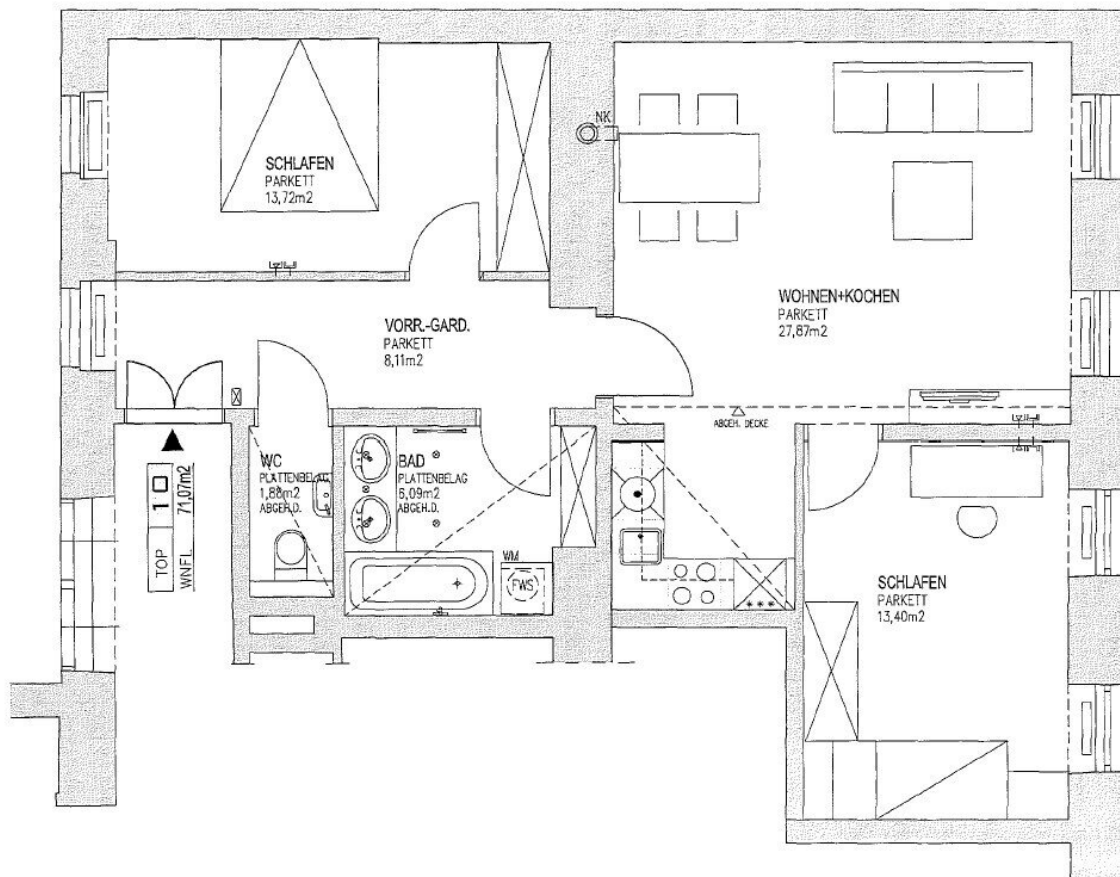 SCHLAFEN
PARKETT
13,72m2
NK
WOHNEN+KOCHEN
PARKETT
27,87m2
VORR.-GARD.
PARKETT
8,11m2
ABGEH. DECKE
WC
PLATTENBELAG
1,88m2
ABGEH.D.
BAD
PLATTENBELAG
6,09m2
ABGEH.D.
TOP 1
WNFL. 71,07m2
WM
FWS
SCHLAFEN
PARKETT
13,40m2